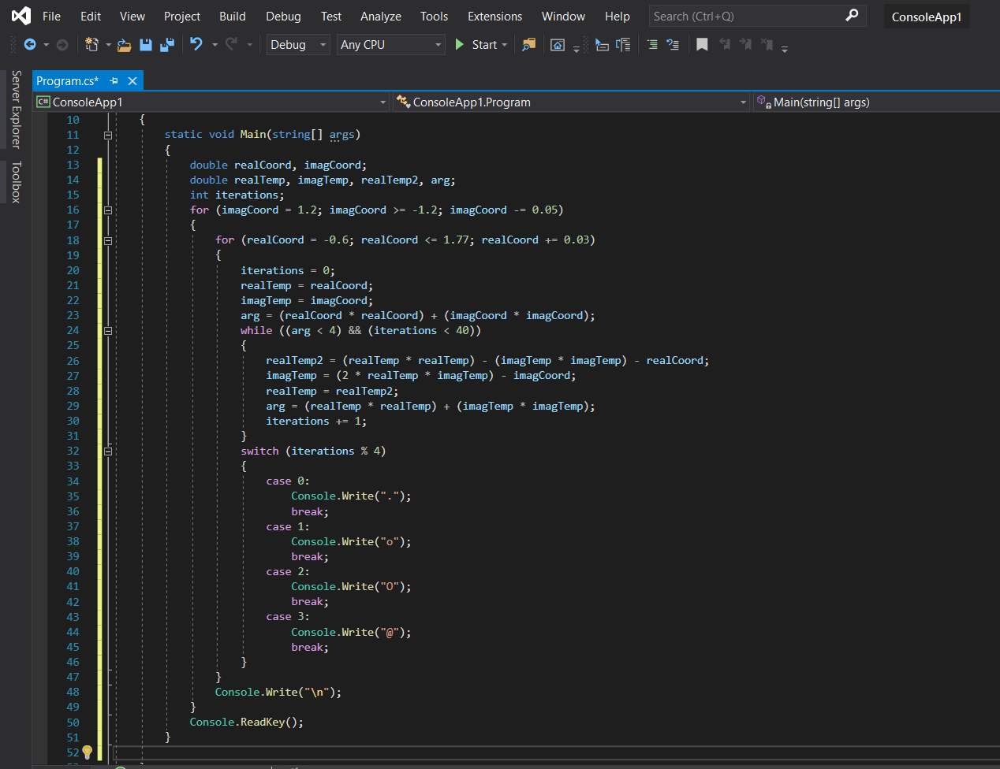 File Edit View Project Build Debug Test Analyze Tools Extensions Window Help Search (Ctrl+Q) ConsoleApp1
Debug Any CPU Start
Server Explorer
Toolbox
Program.cs*
C# ConsoleApp1 ConsoleApp1.Program Main(string[] args)
10 {
11 static void Main(string[] args)
12 {
13 double realCoord, imagCoord;
14 double realTemp, imagTemp, realTemp2, arg;
15 int iterations;
16 for (imagCoord = 1.2; imagCoord >= -1.2; imagCoord -= 0.05)
17 {
18 for (realCoord = -0.6; realCoord <= 1.77; realCoord += 0.03)
19 {
20 iterations = 0;
21 realTemp = realCoord;
22 imagTemp = imagCoord;
23 arg = (realCoord * realCoord) + (imagCoord * imagCoord);
24 while ((arg < 4) && (iterations < 40))
25 {
26 realTemp2 = (realTemp * realTemp) - (imagTemp * imagTemp) - realCoord;
27 imagTemp = (2 * realTemp * imagTemp) - imagCoord;
28 realTemp = realTemp2;
29 arg = (realTemp * realTemp) + (imagTemp * imagTemp);
30 iterations += 1;
31 }
32 switch (iterations % 4)
33 {
34 case 0:
35 Console.Write(".");
36 break;
37 case 1:
38 Console.Write("o");
39 break;
40 case 2:
41 Console.Write("O");
42 break;
43 case 3:
44 Console.Write("@");
45 break;
46 }
47 }
48 Console.Write("\n");
49 }
50 Console.ReadKey();
51 }
52